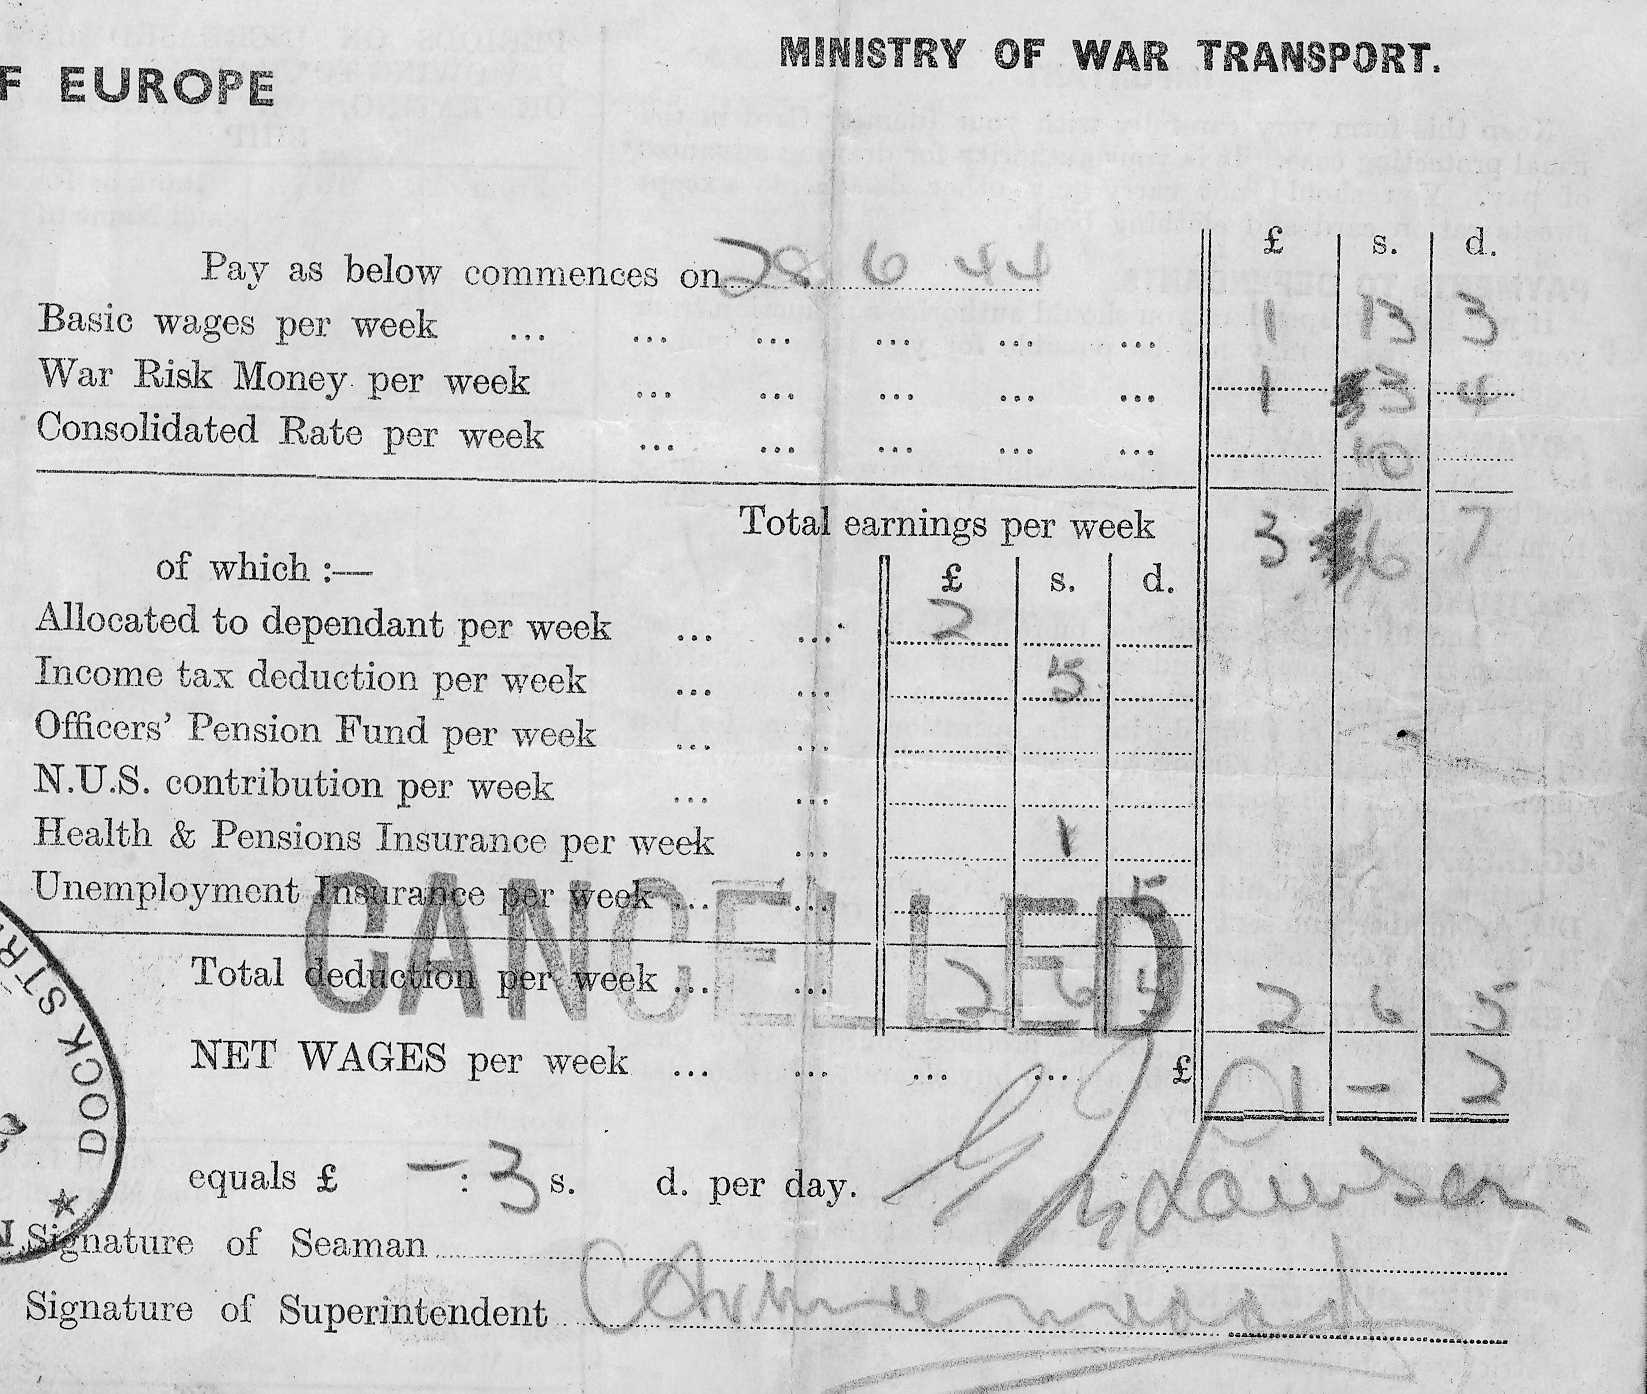 F EUROPE
MINISTRY OF WAR TRANSPORT.
£ s. d.
Pay as below commences on 28 6 44
Basic wages per week ... ... ... ... ... ... 1 13 3
War Risk Money per week ... ... ... ... ... 1 3 4
Consolidated Rate per week ... ... ... ... ... 10
Total earnings per week 3 6 7
of which :—
£ s. d.
Allocated to dependant per week ... ... 2
Income tax deduction per week ... ... 5
Officers' Pension Fund per week ... ...
N.U.S. contribution per week ... ...
Health & Pensions Insurance per week ... 1
Unemployment Insurance per week ... ... 5
CANCELLED
Total deduction per week ... ... 2 6 5 2 6 5
NET WAGES per week ... ... ... ... £ 1 — 2
DOCK STR
equals £ — : 3 s. d. per day.
Signature of Seaman Lawson.
Signature of Superintendent